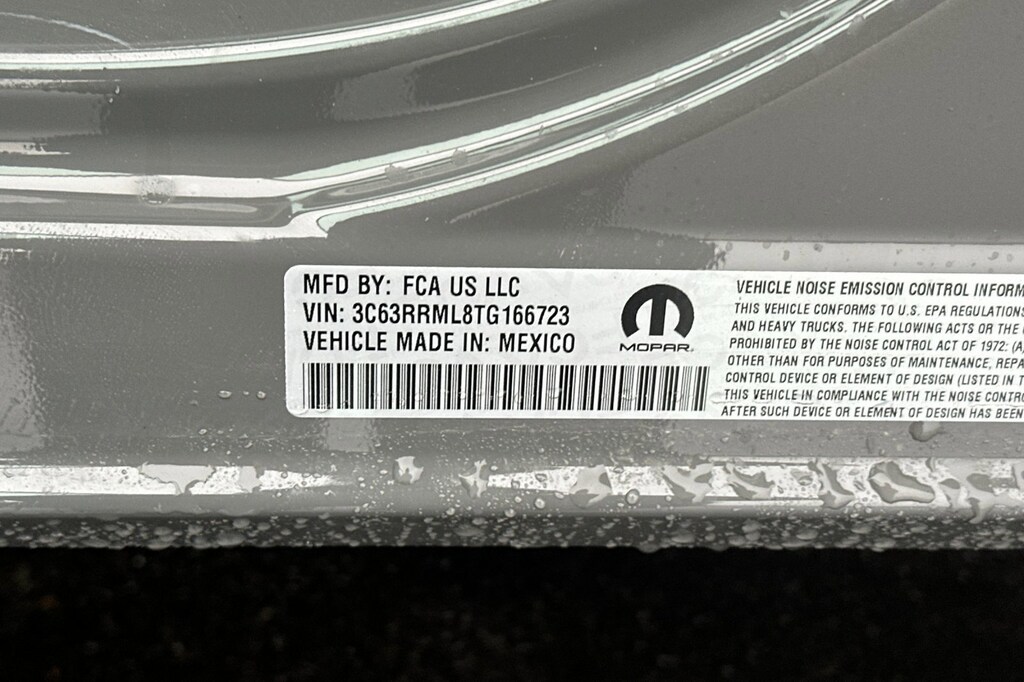 MFD BY: FCA US LLC
VIN: 3C63RRML8TG166723
VEHICLE MADE IN: MEXICO
MOPAR
VEHICLE NOISE EMISSION CONTROL INFORM
THIS VEHICLE CONFORMS TO U.S. EPA REGULATIONS
AND HEAVY TRUCKS. THE FOLLOWING ACTS OR THE
PROHIBITED BY THE NOISE CONTROL ACT OF 1972: (A)
OTHER THAN FOR PURPOSES OF MAINTENANCE, REPA
CONTROL DEVICE OR ELEMENT OF DESIGN (LISTED IN T
THIS VEHICLE IN COMPLIANCE WITH THE NOISE CONTRO
AFTER SUCH DEVICE OR ELEMENT OF DESIGN HAS BEEN